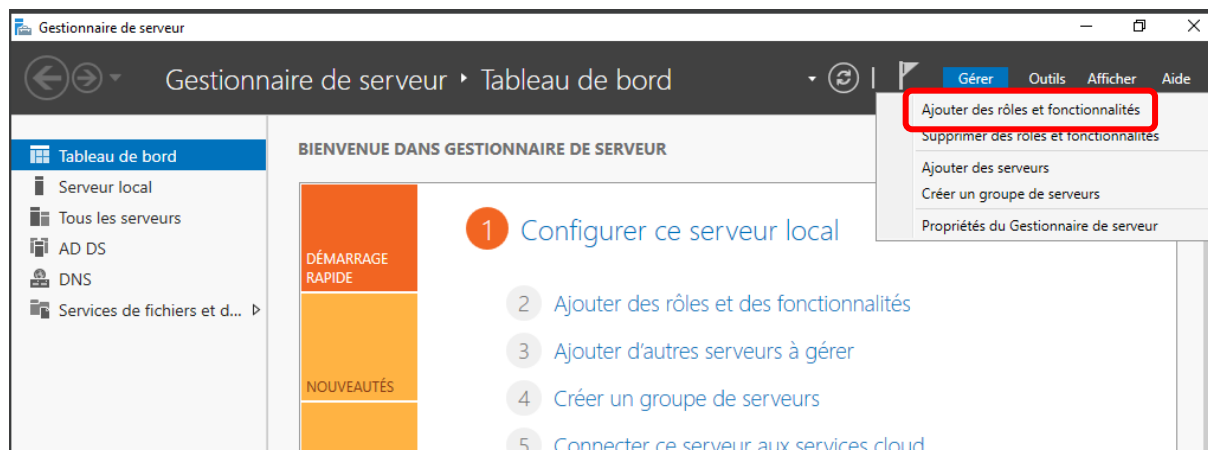 Gestionnaire de serveur
Gestionnaire de serveur ‣ Tableau de bord
Gérer Outils Afficher Aide
Ajouter des rôles et fonctionnalités
Supprimer des rôles et fonctionnalités
Ajouter des serveurs
Créer un groupe de serveurs
Propriétés du Gestionnaire de serveur
Tableau de bord
Serveur local
Tous les serveurs
AD DS
DNS
Services de fichiers et d...
BIENVENUE DANS GESTIONNAIRE DE SERVEUR
DÉMARRAGE
RAPIDE
NOUVEAUTÉS
1 Configurer ce serveur local
2 Ajouter des rôles et des fonctionnalités
3 Ajouter d’autres serveurs à gérer
4 Créer un groupe de serveurs
5 Connecter ce serveur aux services cloud